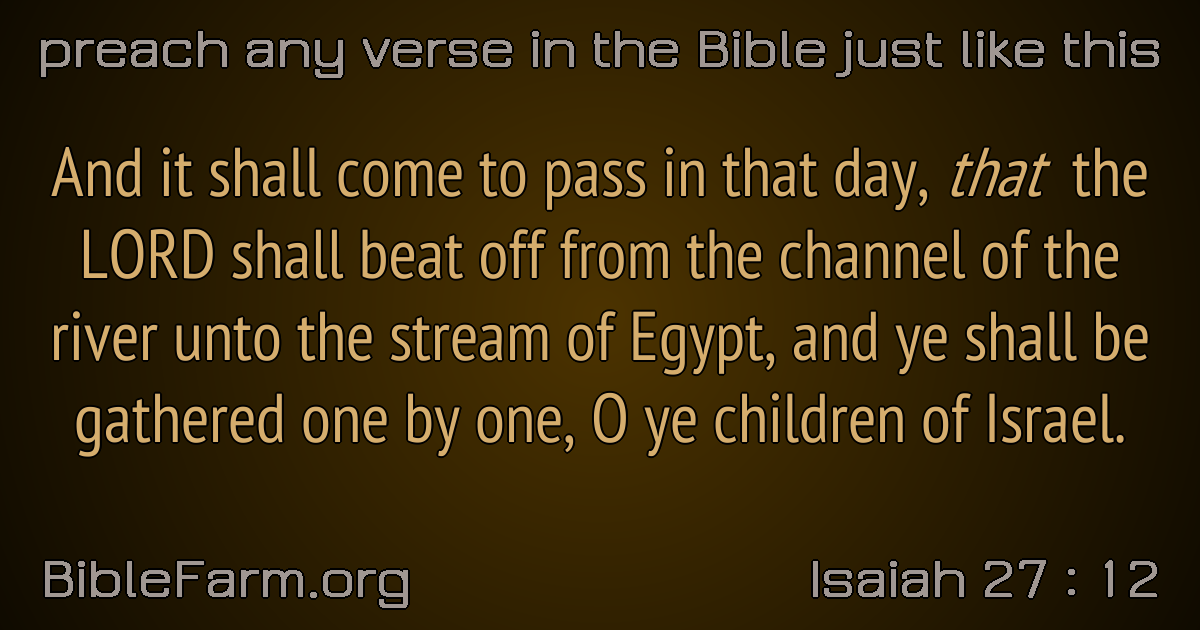 preach any verse in the Bible just like this
And it shall come to pass in that day, that the
LORD shall beat off from the channel of the
river unto the stream of Egypt, and ye shall be
gathered one by one, O ye children of Israel.
BibleFarm.org
Isaiah 27 : 12